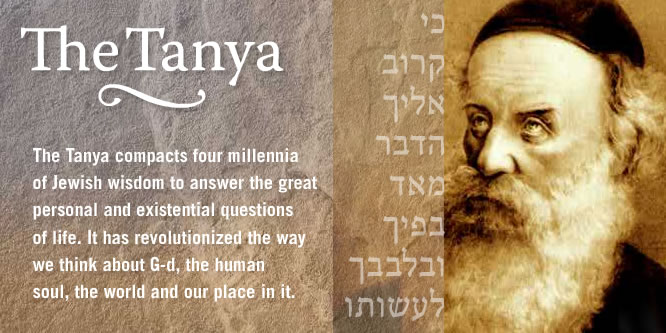 The Tanya
The Tanya compacts four millennia
of Jewish wisdom to answer the great
personal and existential questions
of life. It has revolutionized the way
we think about G-d, the human
soul, the world and our place in it.
כי
קרוב
אליך
הדבר
מאד
בפיך
ובלבבך
לעשותו